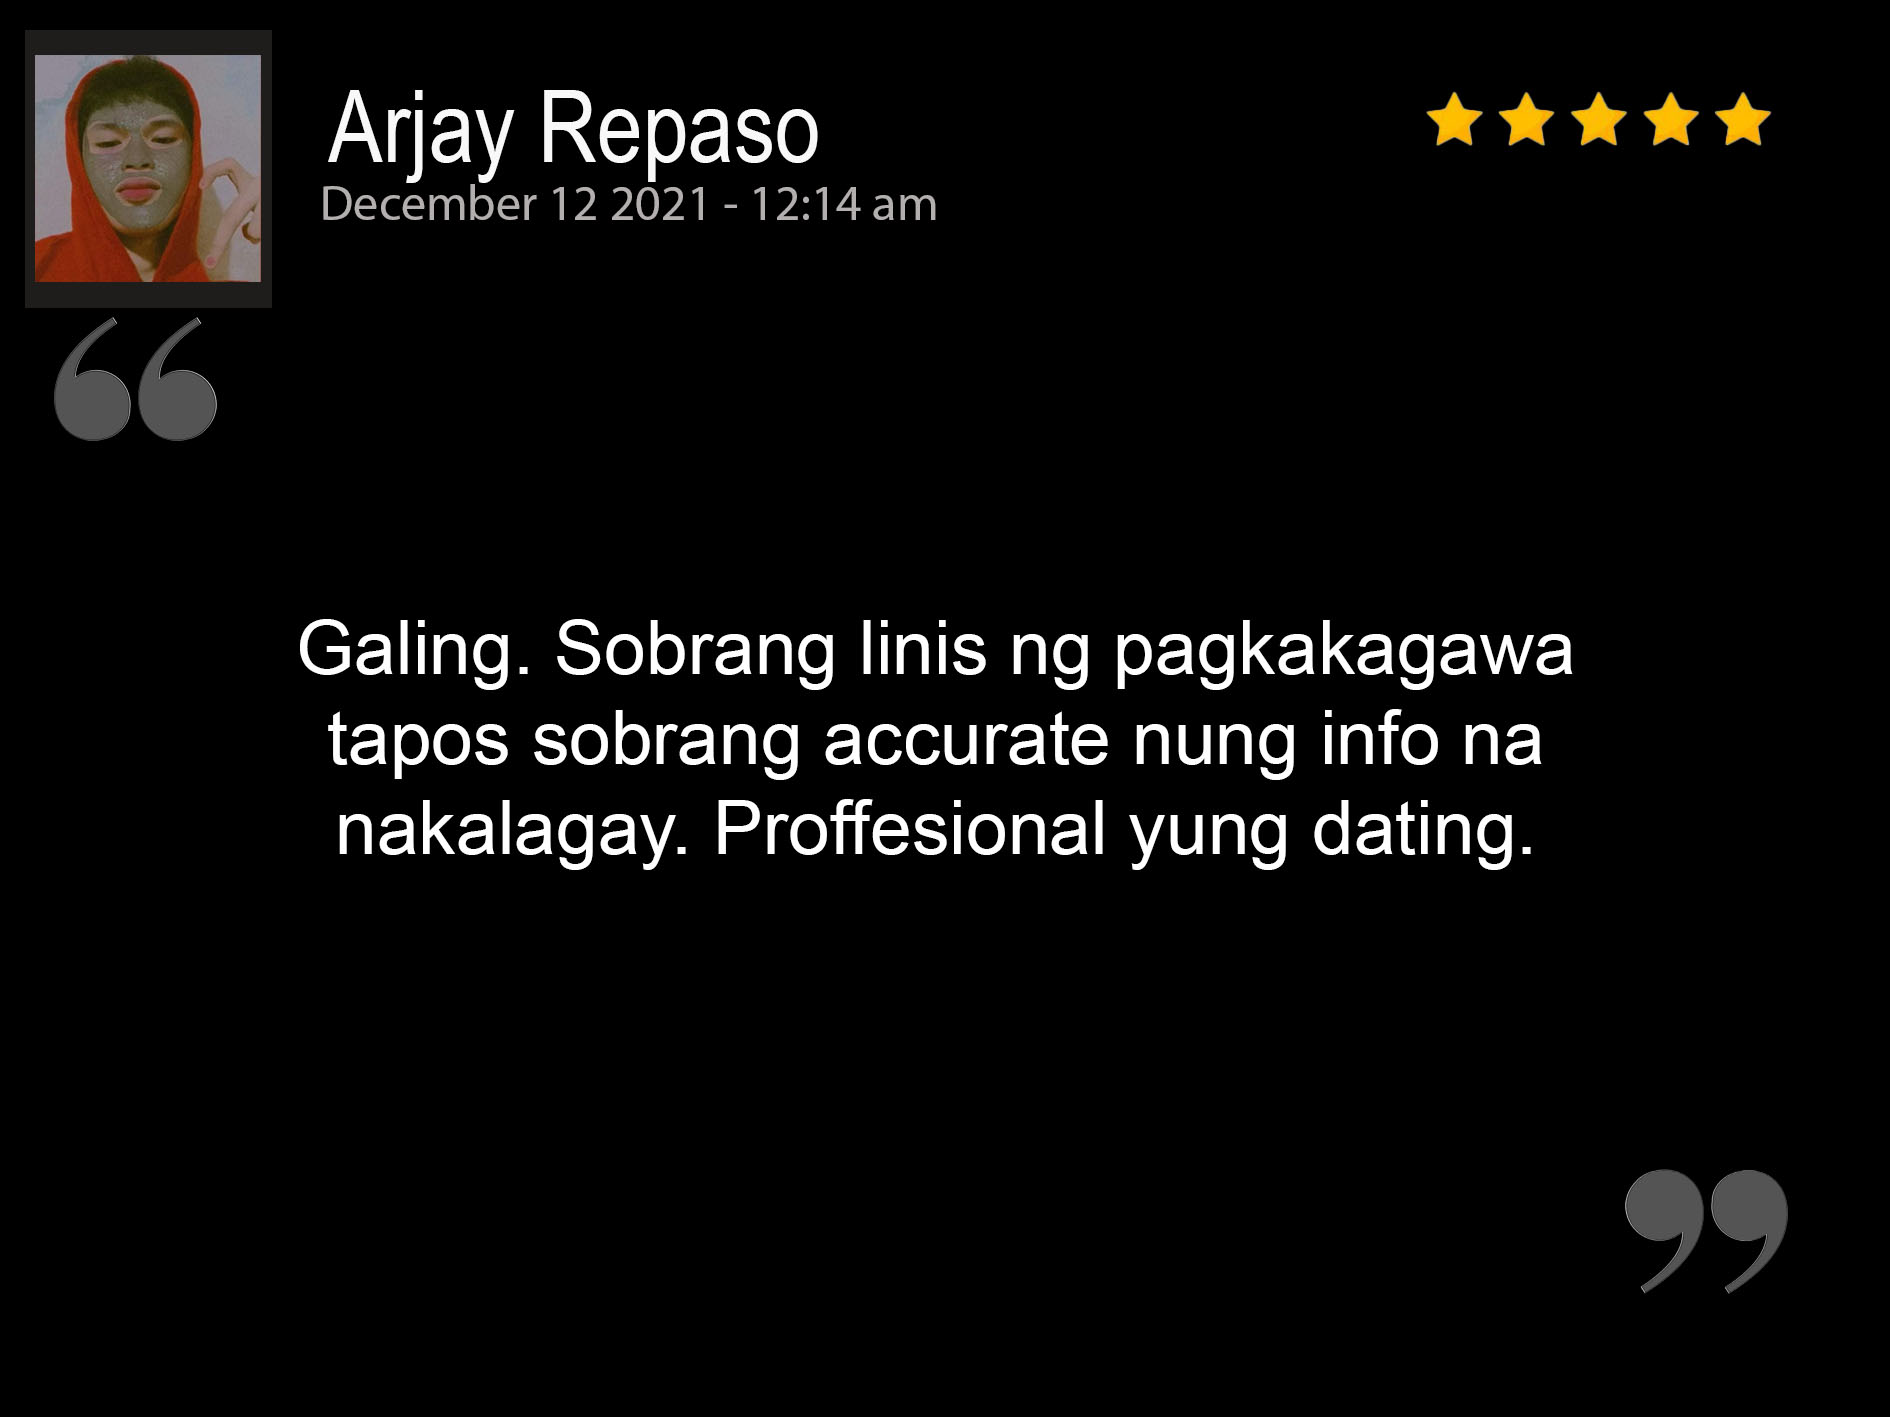 Arjay Repaso
December 12 2021 - 12:14 am
“
Galing. Sobrang linis ng pagkakagawa
tapos sobrang accurate nung info na
nakalagay. Proffesional yung dating.
”